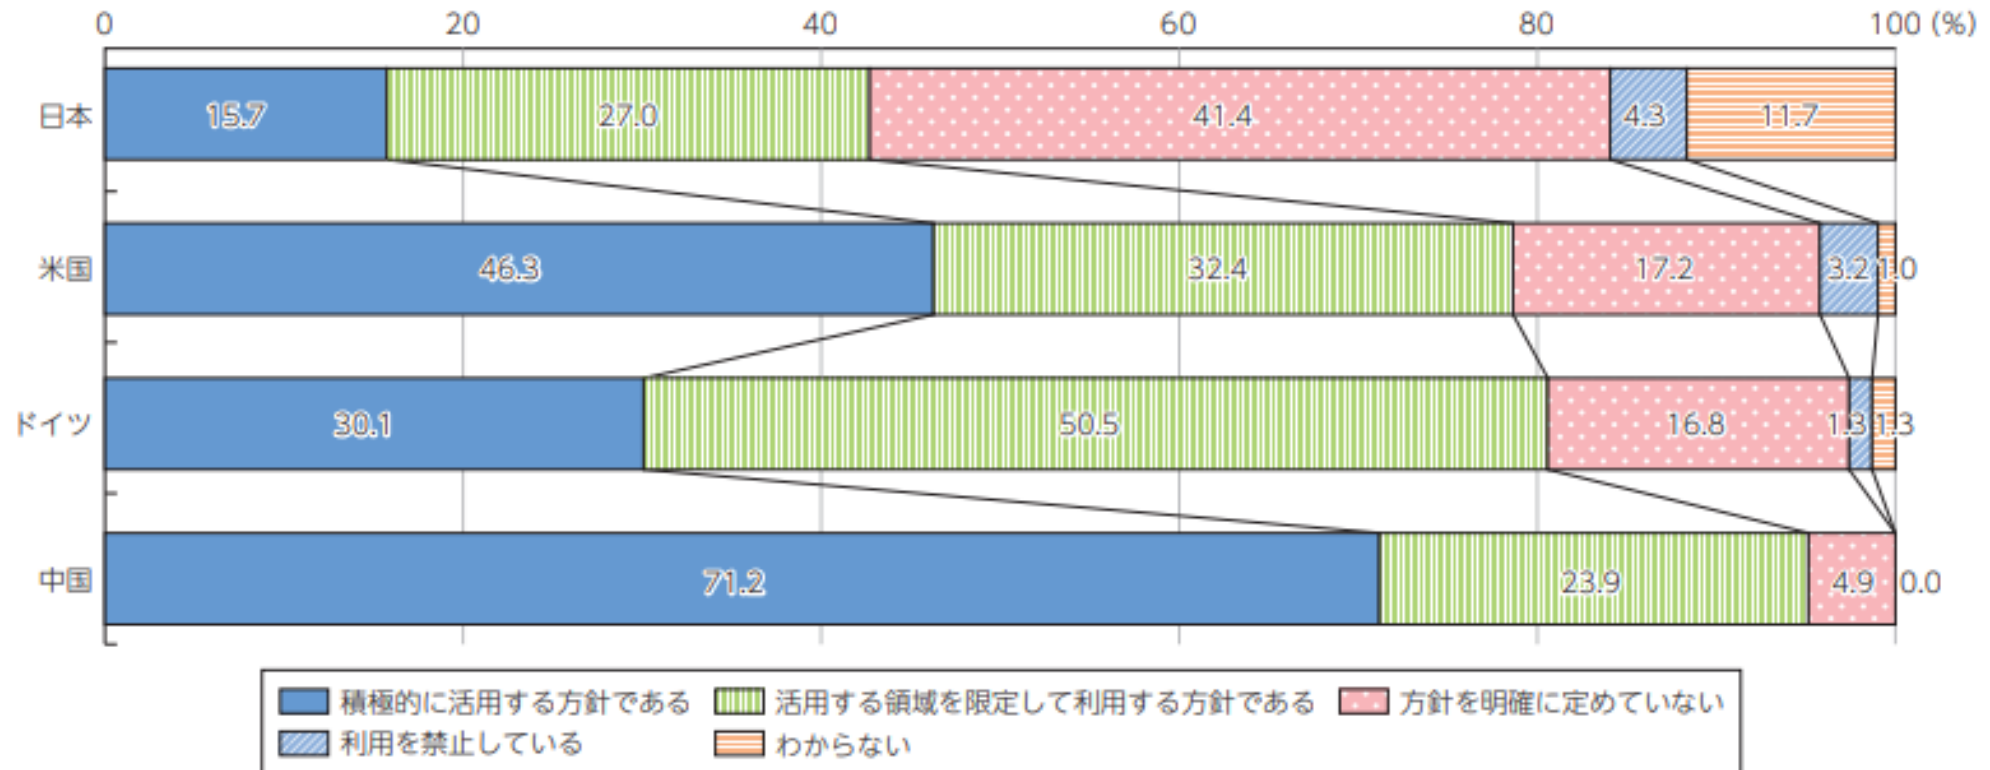 0 20 40 60 80 100 (%)
日本 15.7 27.0 41.4 4.3 11.7
米国 46.3 32.4 17.2 3.2 1.0
ドイツ 30.1 50.5 16.8 1.3 1.3
中国 71.2 23.9 4.9 0.0
積極的に活用する方針である 活用する領域を限定して利用する方針である 方針を明確に定めていない
利用を禁止している わからない